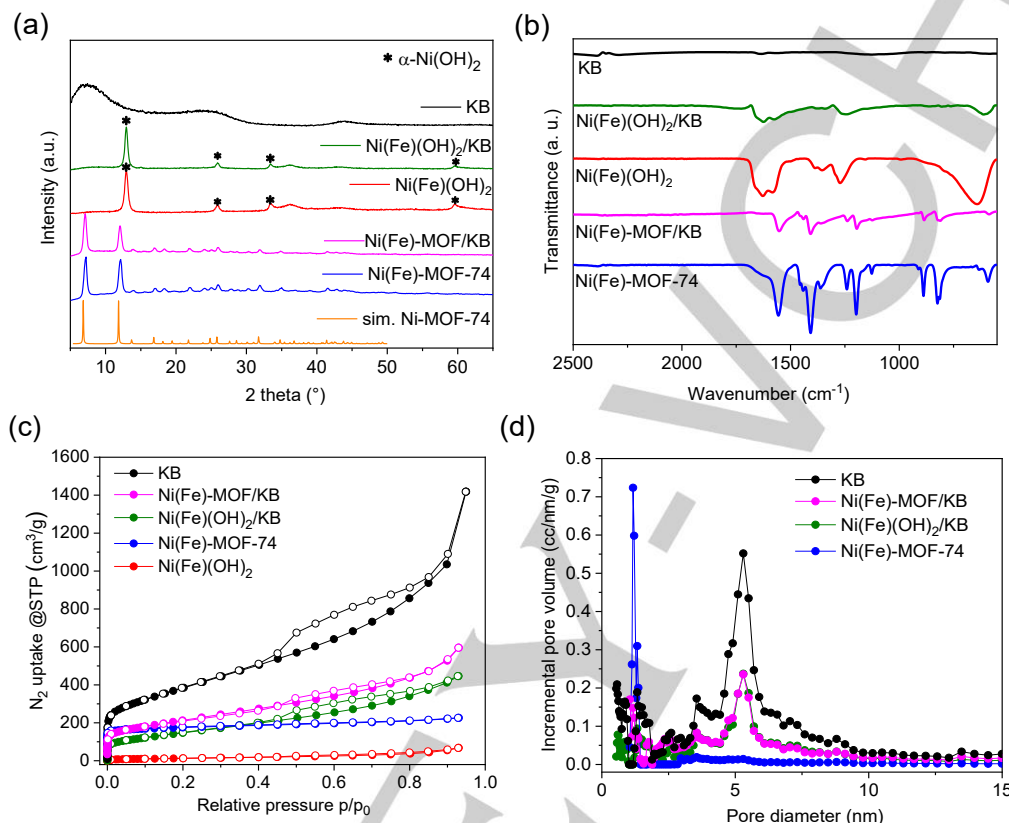 (a)
✱ α-Ni(OH)2
KB
Ni(Fe)(OH)2/KB
Ni(Fe)(OH)2
Ni(Fe)-MOF/KB
Ni(Fe)-MOF-74
sim. Ni-MOF-74
Intensity (a.u.)
10 20 30 40 50 60
2 theta (°)
(b)
KB
Ni(Fe)(OH)2/KB
Ni(Fe)(OH)2
Ni(Fe)-MOF/KB
Ni(Fe)-MOF-74
Transmittance (a. u.)
2500 2000 1500 1000
Wavenumber (cm-1)
(c)
KB
Ni(Fe)-MOF/KB
Ni(Fe)(OH)2/KB
Ni(Fe)-MOF-74
Ni(Fe)(OH)2
N2 uptake @STP (cm3/g)
1600
1400
1200
1000
800
600
400
200
0
0.0 0.2 0.4 0.6 0.8 1.0
Relative pressure p/p0
(d)
KB
Ni(Fe)-MOF/KB
Ni(Fe)(OH)2/KB
Ni(Fe)-MOF-74
Incremental pore volume (cc/nm/g)
0.8
0.7
0.6
0.5
0.4
0.3
0.2
0.1
0.0
0 5 10 15
Pore diameter (nm)